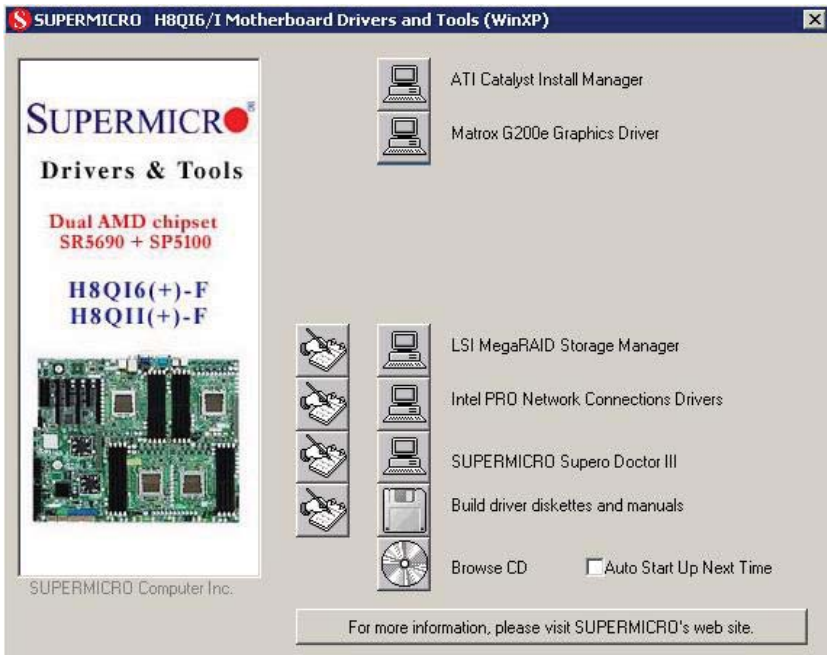 SUPERMICRO H8QI6/I Motherboard Drivers and Tools (WinXP)
SUPERMICRO®
Drivers & Tools
Dual AMD chipset
SR5690 + SP5100
H8QI6(+)-F
H8QII(+)-F
SUPERMICRO Computer Inc.
ATI Catalyst Install Manager
Matrox G200e Graphics Driver
LSI MegaRAID Storage Manager
Intel PRO Network Connections Drivers
SUPERMICRO Supero Doctor III
Build driver diskettes and manuals
Browse CD
Auto Start Up Next Time
For more information, please visit SUPERMICRO's web site.